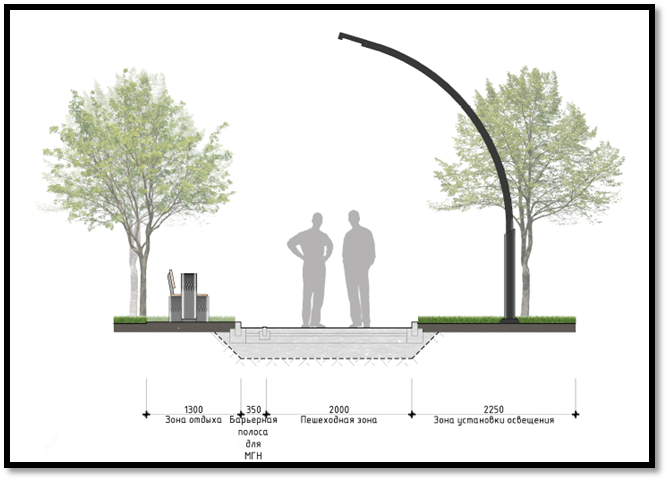 1300
350
2000
2250
Зона отдыха
Барьерная
полоса
для
МГН
Пешеходная зона
Зона установки освещения